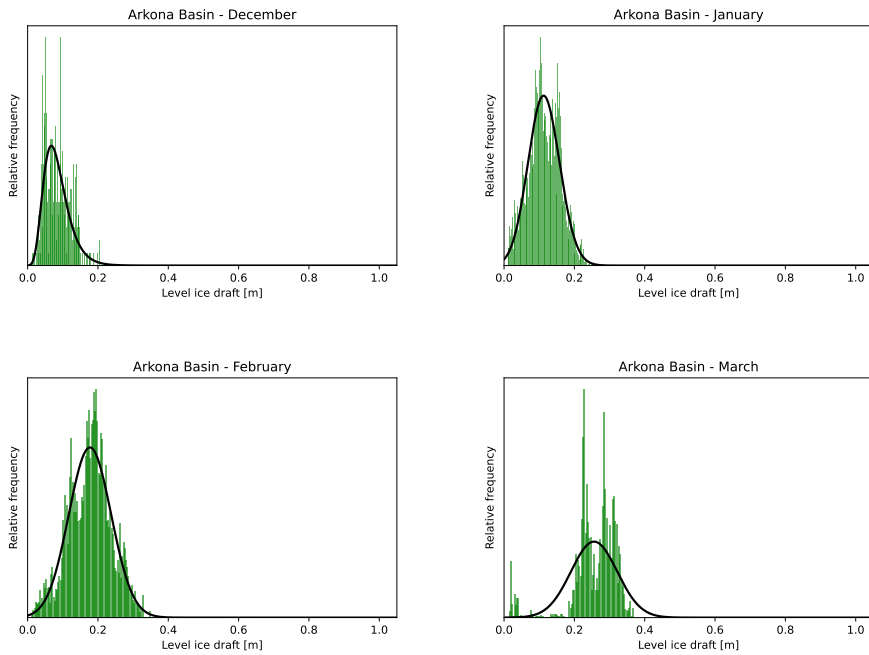 Arkona Basin - December
Relative frequency
0.0 0.2 0.4 0.6 0.8 1.0
Level ice draft [m]
Arkona Basin - January
Relative frequency
0.0 0.2 0.4 0.6 0.8 1.0
Level ice draft [m]
Arkona Basin - February
Relative frequency
0.0 0.2 0.4 0.6 0.8 1.0
Level ice draft [m]
Arkona Basin - March
Relative frequency
0.0 0.2 0.4 0.6 0.8 1.0
Level ice draft [m]